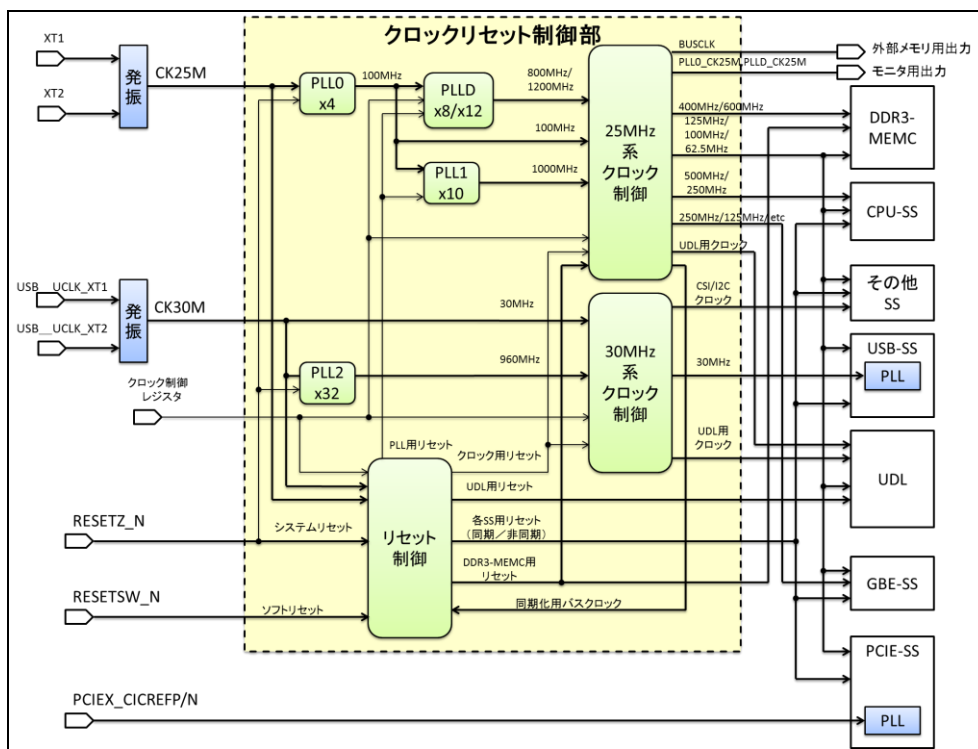 クロックリセット制御部
XT1
XT2
発振
CK25M
PLL0
x4
100MHz
PLLD
x8/x12
800MHz/
1200MHz
100MHz
PLL1
x10
1000MHz
25MHz
系
クロック
制御
BUSCLK
PLL0_CK25M,PLLD_CK25M
外部メモリ用出力
モニタ用出力
400MHz/600MHz
125MHz/
100MHz/
62.5MHz
500MHz/
250MHz
250MHz/125MHz/etc
UDL用クロック
DDR3-
MEMC
CPU-SS
その他
SS
USB-SS
PLL
UDL
GBE-SS
PCIE-SS
PLL
USB__UCLK_XT1
USB__UCLK_XT2
発振
CK30M
30MHz
PLL2
x32
960MHz
30MHz
系
クロック
制御
CSI/I2C
クロック
30MHz
UDL用
クロック
クロック制御
レジスタ
PLL用リセット
クロック用リセット
UDL用リセット
各SS用リセット
(同期/非同期)
DDR3-MEMC用
リセット
同期化用バスクロック
リセット
制御
RESETZ_N
システムリセット
RESETSW_N
ソフトリセット
PCIEX_CICREFP/N